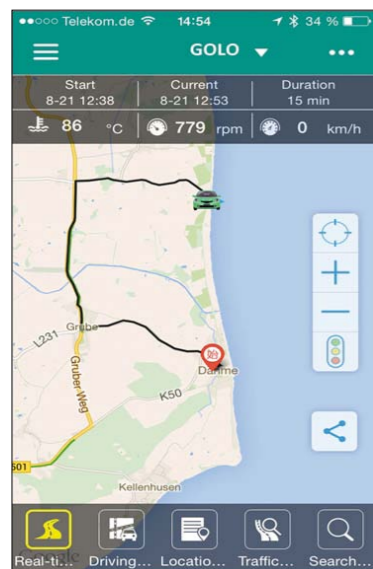 Telekom.de 14:54 34 %
GOLO
Start Current Duration
8-21 12:38 8-21 12:53 15 min
86 °C 779 rpm 0 km/h
L231
Grube
Dahme
Gruber Weg
K50
501
Kellenhusen
Google
Real-ti... Driving... Locatio... Traffic... Search...